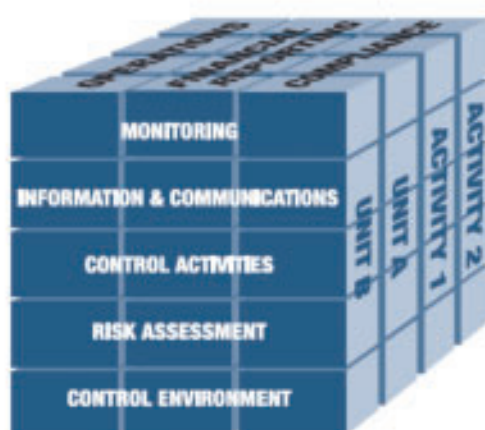 OPERATIONS
FINANCIAL
REPORTING
COMPLIANCE
MONITORING
INFORMATION & COMMUNICATIONS
CONTROL ACTIVITIES
RISK ASSESSMENT
CONTROL ENVIRONMENT
UNIT B
UNIT A
ACTIVITY 1
ACTIVITY 2